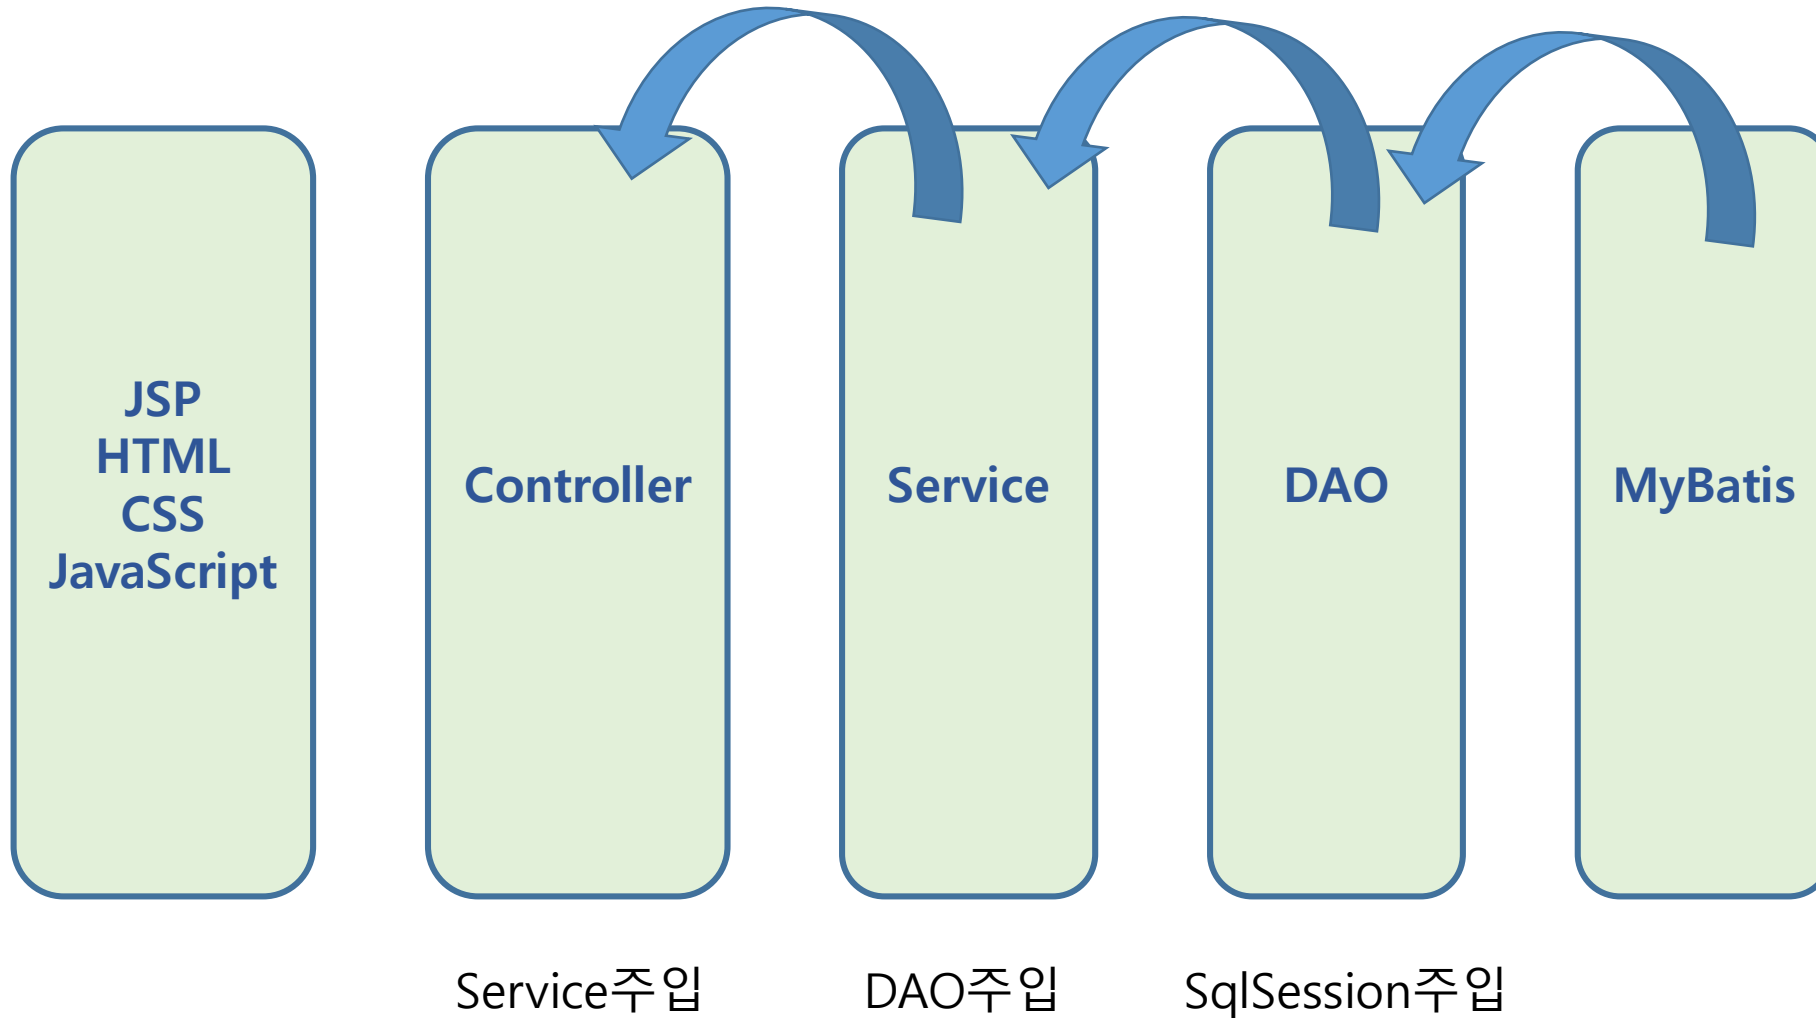 JSP
HTML
CSS
JavaScript
Controller
Service
DAO
MyBatis
Service주입
DAO주입
SqlSession주입